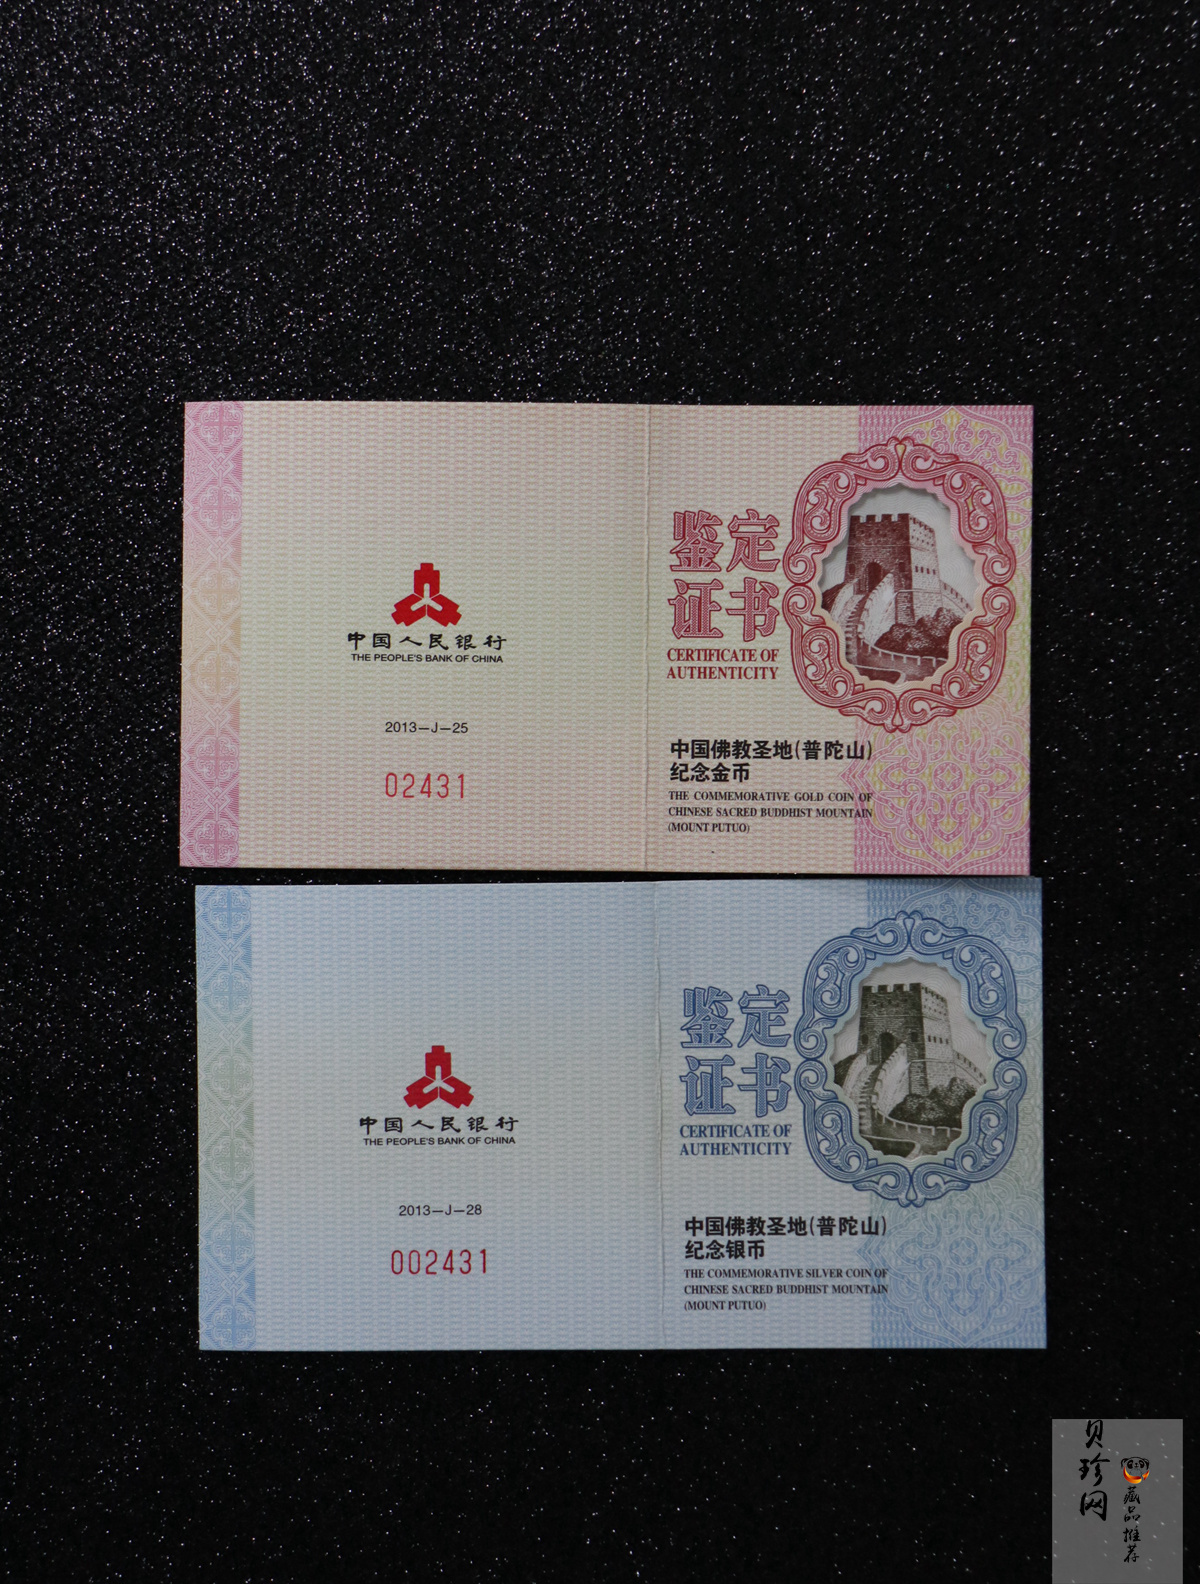 中国人民银行
THE PEOPLE'S BANK OF CHINA
2013-J-25
02431
鉴定
证书
CERTIFICATE OF
AUTHENTICITY
中国佛教圣地(普陀山)
纪念金币
THE COMMEMORATIVE GOLD COIN OF
CHINESE SACRED BUDDHIST MOUNTAIN
(MOUNT PUTUO)
中国人民银行
THE PEOPLE'S BANK OF CHINA
2013-J-28
002431
鉴定
证书
CERTIFICATE OF
AUTHENTICITY
中国佛教圣地(普陀山)
纪念银币
THE COMMEMORATIVE SILVER COIN OF
CHINESE SACRED BUDDHIST MOUNTAIN
(MOUNT PUTUO)
贝珍网
藏品推荐